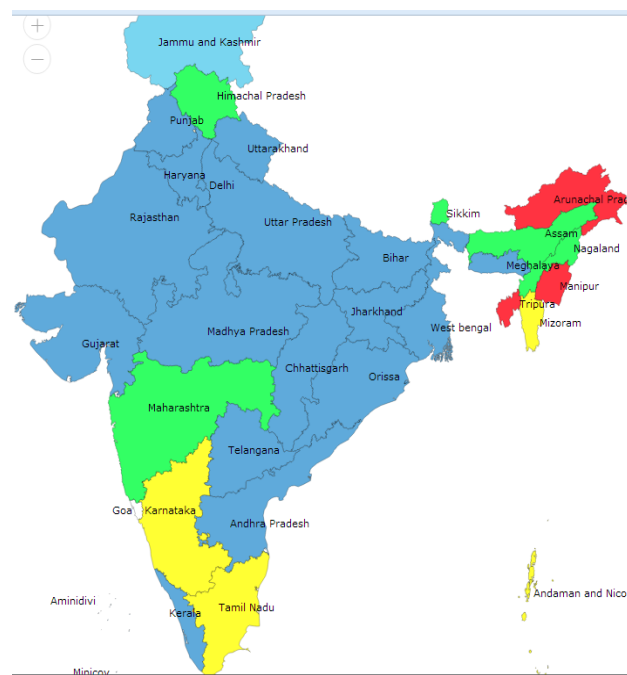 Jammu and Kashmir
Himachal Pradesh
Punjab
Uttarakhand
Haryana
Delhi
Arunachal Prac
Rajasthan
Uttar Pradesh
Sikkim
Assam
Nagaland
Bihar
Meghalaya
Manipur
Jharkhand
Tripura
West bengal
Mizoram
Madhya Pradesh
Gujarat
Chhattisgarh
Orissa
Maharashtra
Telangana
Goa
Karnataka
Andhra Pradesh
Andaman and Nico
Aminidivi
Kerala
Tamil Nadu
Minicoy